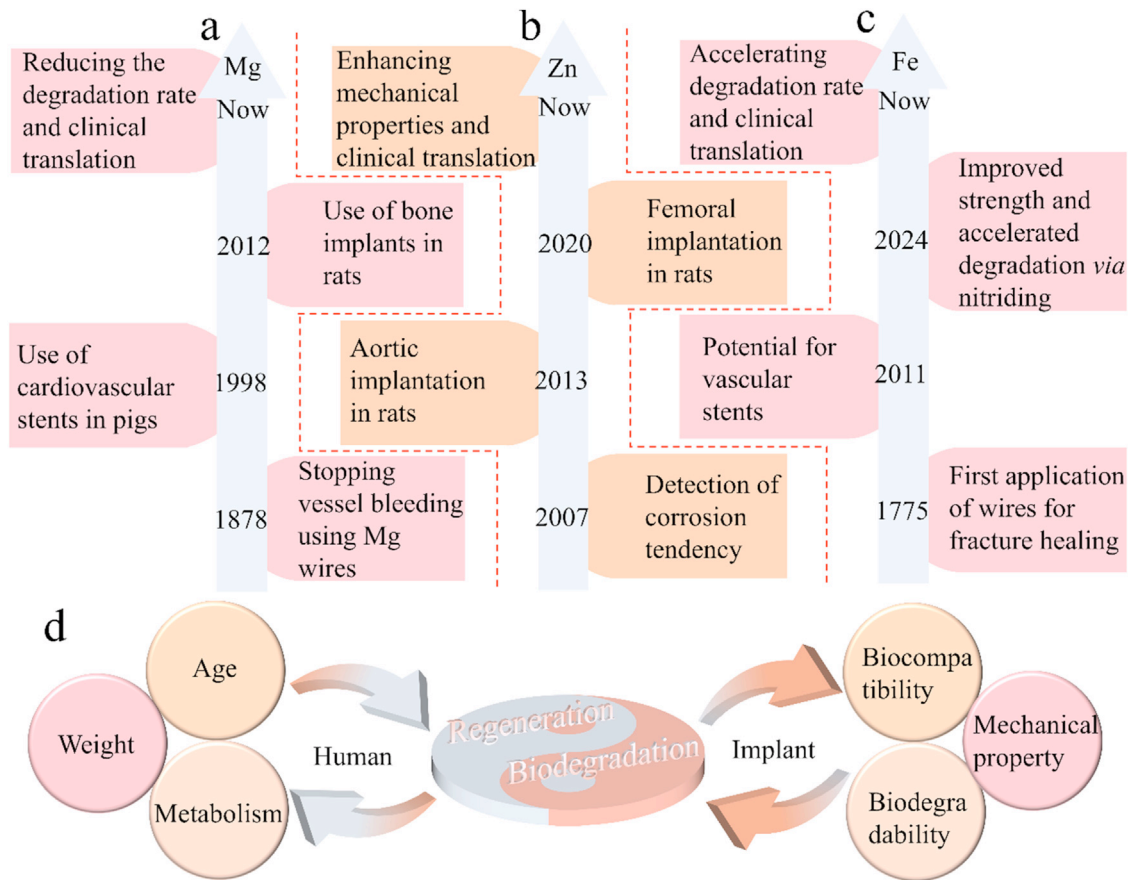 a
Mg
Now
Reducing the
degradation rate
and clinical
translation
2012
Use of bone
implants in
rats
1998
Use of
cardiovascular
stents in pigs
1878
Stopping
vessel bleeding
using Mg
wires
b
Zn
Now
Enhancing
mechanical
properties and
clinical translation
2020
Femoral
implantation
in rats
2013
Aortic
implantation
in rats
2007
Detection of
corrosion
tendency
c
Fe
Now
Accelerating
degradation rate
and clinical
translation
2024
Improved
strength and
accelerated
degradation via
nitriding
2011
Potential for
vascular
stents
1775
First application
of wires for
fracture healing
d
Age
Weight
Metabolism
Human
Regeneration
Biodegradation
Implant
Biocompa
tibility
Mechanical
property
Biodegra
dability